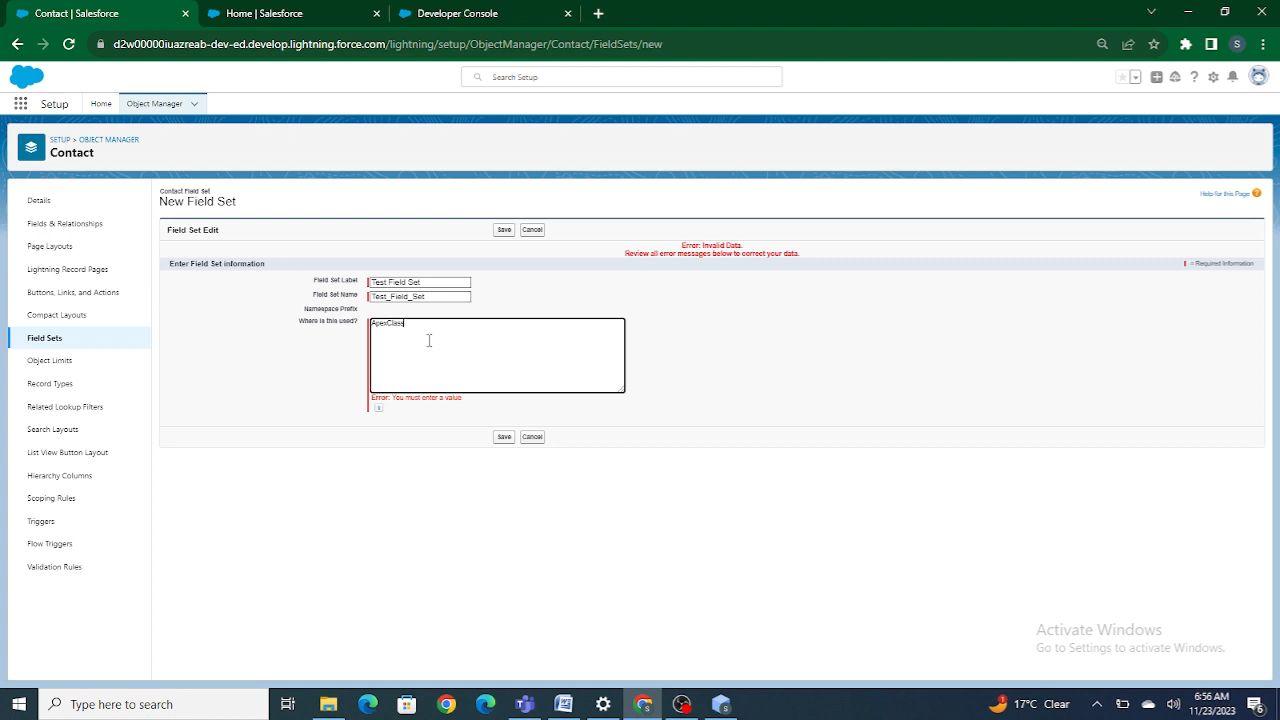 Contact | Salesforce
Home | Salesforce
Developer Console
d2w00000iuazreab-dev-ed.develop.lightning.force.com/lightning/setup/ObjectManager/Contact/FieldSets/new
S
Search Setup
Setup
Home
Object Manager
SETUP > OBJECT MANAGER
Contact
Details
Fields & Relationships
Page Layouts
Lightning Record Pages
Buttons, Links, and Actions
Compact Layouts
Field Sets
Object Limits
Record Types
Related Lookup Filters
Search Layouts
List View Button Layout
Hierarchy Columns
Scoping Rules
Triggers
Flow Triggers
Validation Rules
Contact Field Set
New Field Set
Help for this Page
Field Set Edit
Save
Cancel
Error: Invalid Data.
Review all error messages below to correct your data.
Enter Field Set information
= Required Information
Field Set Label
Test Field Set
Field Set Name
Test_Field_Set
Namespace Prefix
Where is this used?
ApexClass
Error: You must enter a value
Save
Cancel
Activate Windows
Go to Settings to activate Windows.
Type here to search
1
17°C Clear
6:56 AM
11/23/2023
6